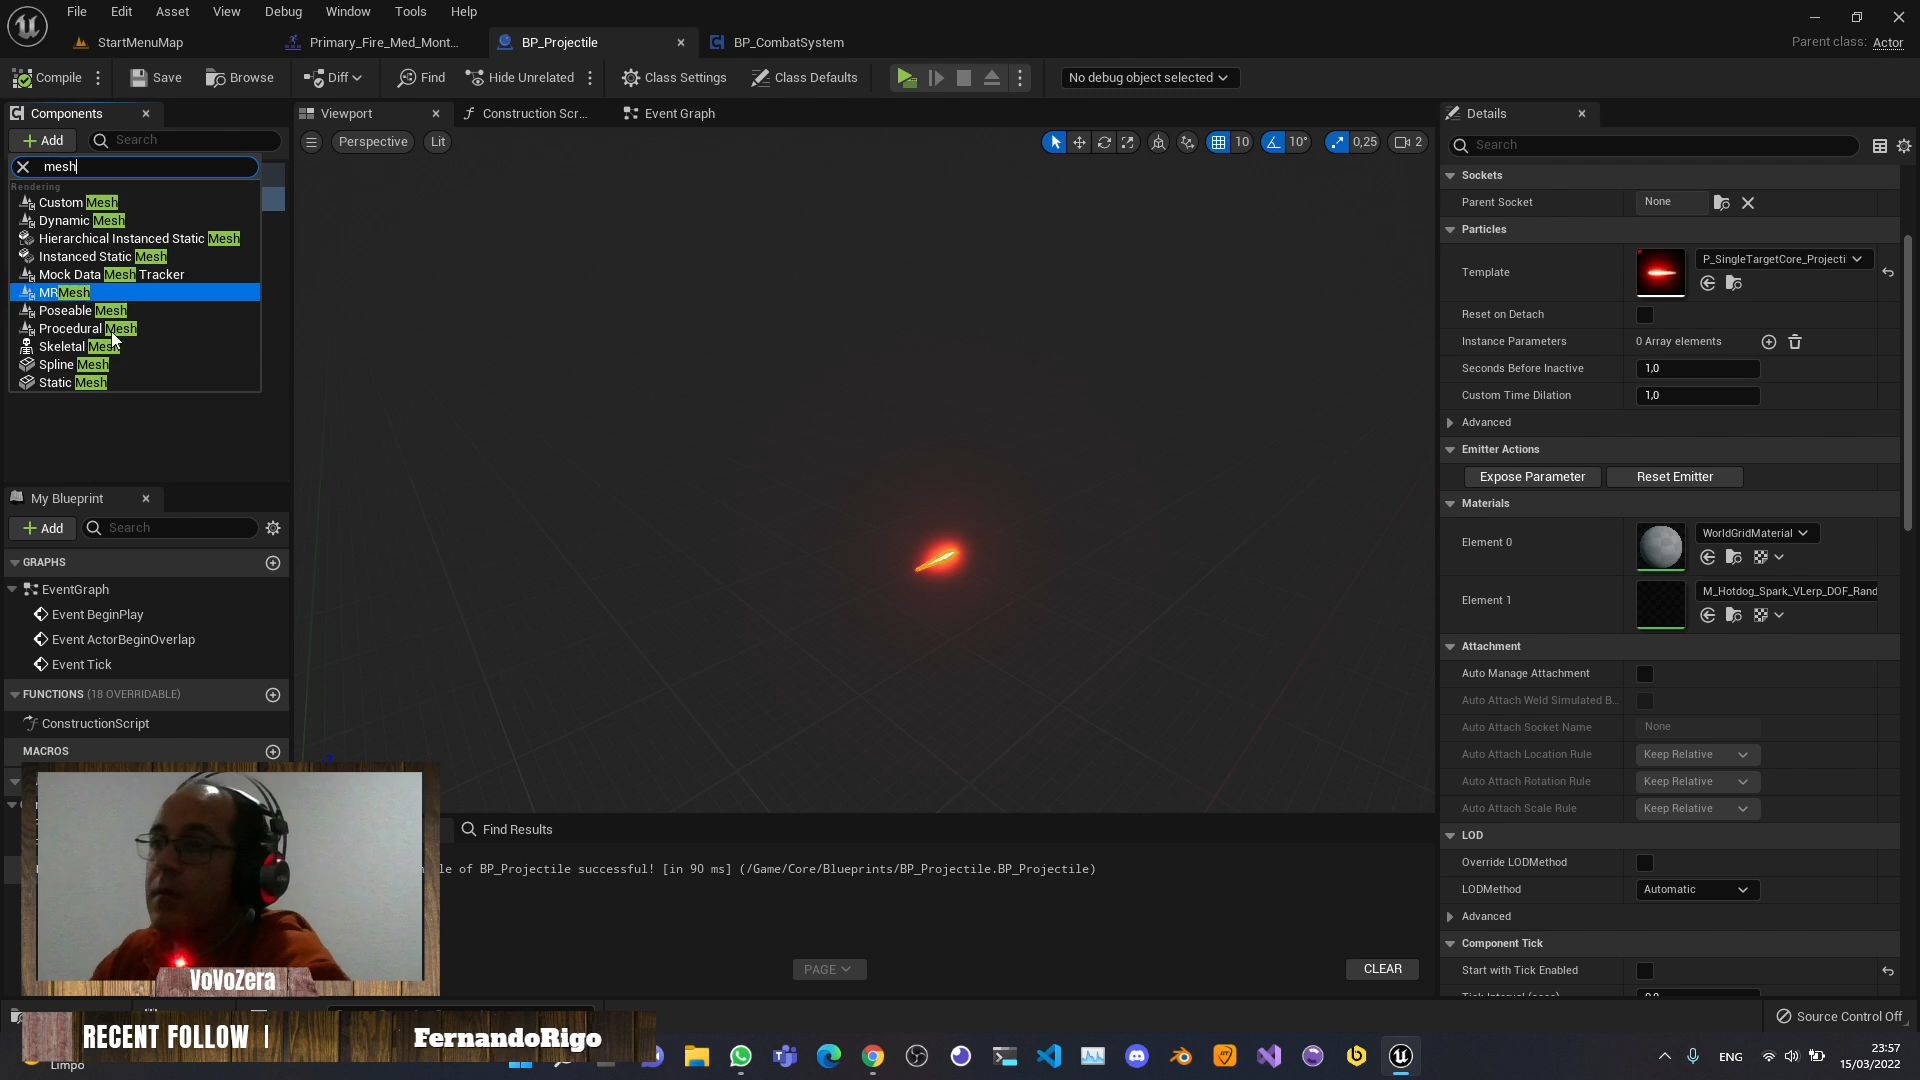 File Edit Asset View Debug Window Tools Help
StartMenuMap Primary_Fire_Med_Mont... BP_Projectile BP_CombatSystem
Parent class: Actor
Compile Save Browse Diff Find Hide Unrelated Class Settings Class Defaults No debug object selected
Components Viewport Construction Scr... Event Graph Details
Add Search Perspective Lit 10 10° 0,25 2 Search
mesh
Rendering
Custom Mesh
Dynamic Mesh
Hierarchical Instanced Static Mesh
Instanced Static Mesh
Mock Data Mesh Tracker
MRMesh
Poseable Mesh
Procedural Mesh
Skeletal Mesh
Spline Mesh
Static Mesh
Sockets
Parent Socket None
Particles
Template P_SingleTargetCore_Projecti
Reset on Detach
Instance Parameters 0 Array elements
Seconds Before Inactive 1,0
Custom Time Dilation 1,0
Advanced
Emitter Actions
Expose Parameter Reset Emitter
Materials
Element 0 WorldGridMaterial
Element 1 M_Hotdog_Spark_VLerp_DOF_Rand
Attachment
Auto Manage Attachment
Auto Attach Weld Simulated B...
Auto Attach Socket Name None
Auto Attach Location Rule Keep Relative
Auto Attach Rotation Rule Keep Relative
Auto Attach Scale Rule Keep Relative
LOD
Override LODMethod
LODMethod Automatic
Advanced
Component Tick
Start with Tick Enabled
My Blueprint
Add Search
GRAPHS
EventGraph
Event BeginPlay
Event ActorBeginOverlap
Event Tick
FUNCTIONS (18 OVERRIDABLE)
ConstructionScript
MACROS
Find Results
le of BP_Projectile successful! [in 90 ms] (/Game/Core/Blueprints/BP_Projectile.BP_Projectile)
PAGE CLEAR
VoVoZera
Source Control Off
RECENT FOLLOW | FernandoRigo
Limpo
ENG 23:57
15/03/2022